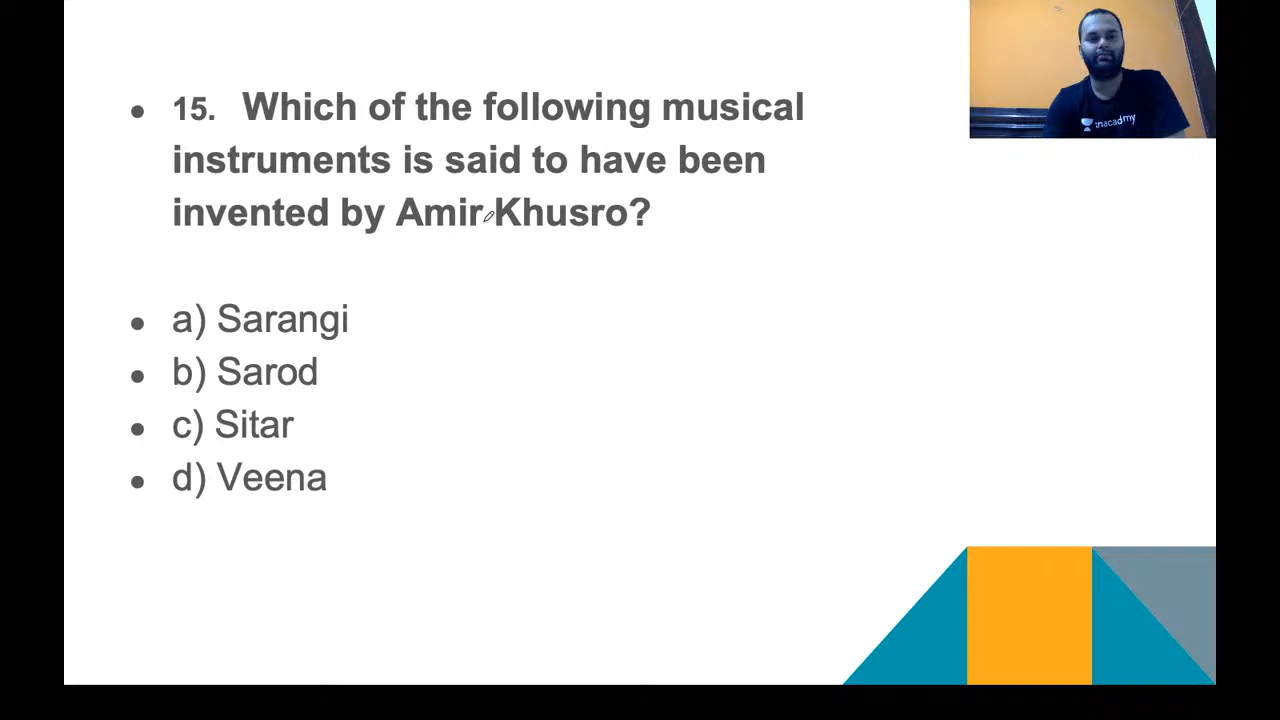 15. Which of the following musical
instruments is said to have been
invented by Amir Khusro?
a) Sarangi
b) Sarod
c) Sitar
d) Veena
unacademy